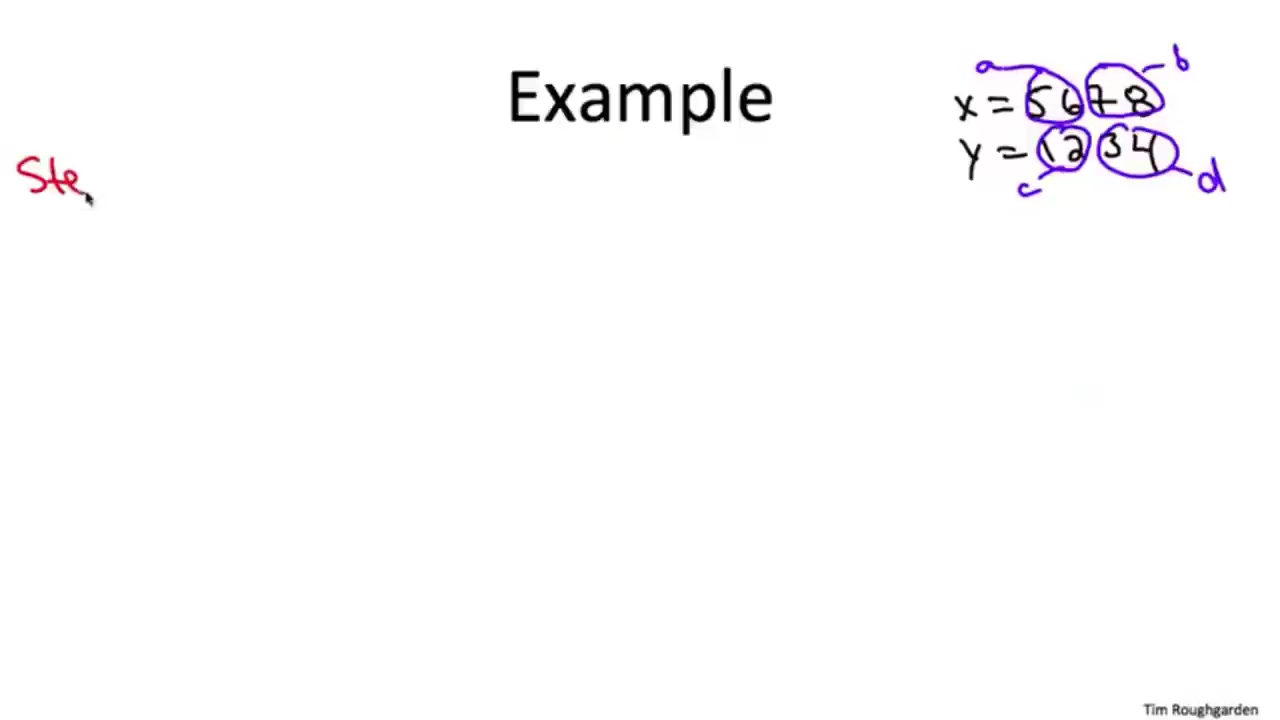 Example
a b
x = 5678
y = 1234
c d
Ste
Tim Roughgarden